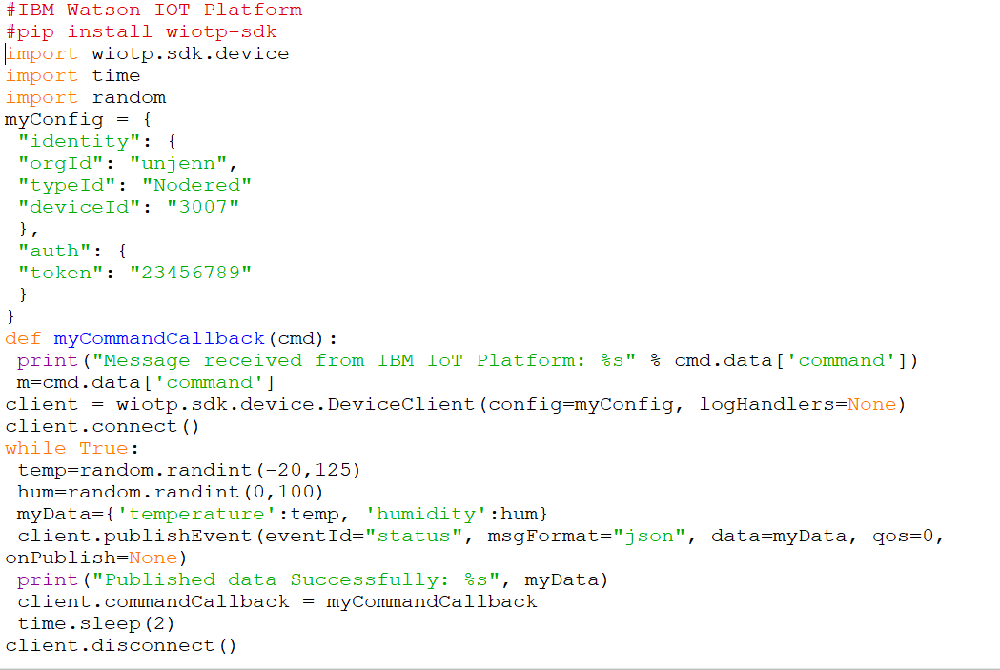 #IBM Watson IOT Platform
#pip install wiotp-sdk
import wiotp.sdk.device
import time
import random
myConfig = {
 "identity": {
 "orgId": "unjenn",
 "typeId": "Nodered"
 "deviceId": "3007"
 },
 "auth": {
 "token": "23456789"
 }
}
def myCommandCallback(cmd):
 print("Message received from IBM IoT Platform: %s" % cmd.data['command'])
 m=cmd.data['command']
client = wiotp.sdk.device.DeviceClient(config=myConfig, logHandlers=None)
client.connect()
while True:
 temp=random.randint(-20,125)
 hum=random.randint(0,100)
 myData={'temperature':temp, 'humidity':hum}
 client.publishEvent(eventId="status", msgFormat="json", data=myData, qos=0,
onPublish=None)
 print("Published data Successfully: %s", myData)
 client.commandCallback = myCommandCallback
 time.sleep(2)
client.disconnect()